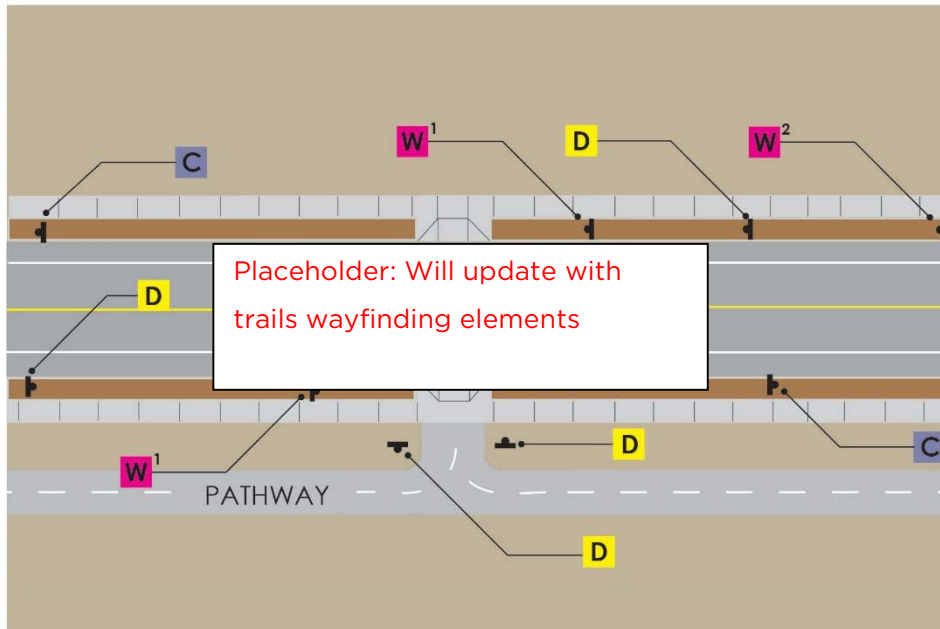 W1
D
W2
C
Placeholder: Will update with
trails wayfinding elements
D
D
C
W1
PATHWAY
D